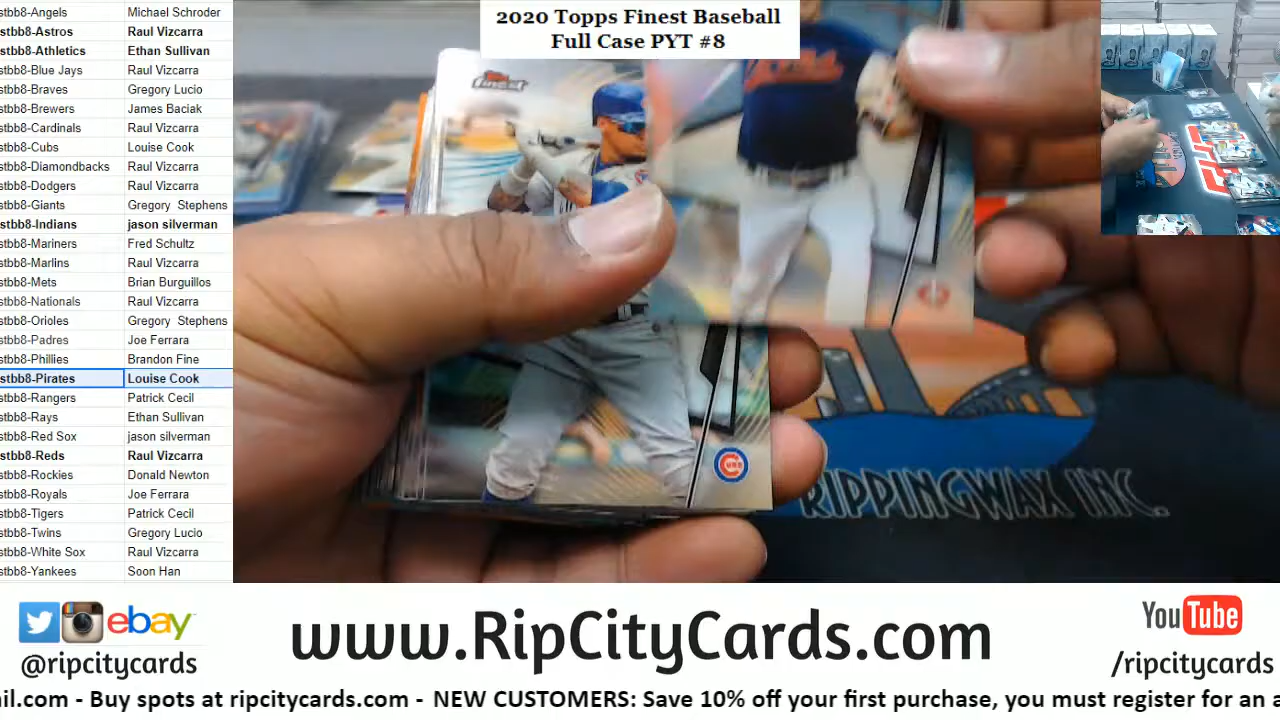 2020 Topps Finest Baseball
Full Case PYT #8
stbb8-Angels Michael Schroder
stbb8-Astros Raul Vizcarra
stbb8-Athletics Ethan Sullivan
stbb8-Blue Jays Raul Vizcarra
stbb8-Braves Gregory Lucio
stbb8-Brewers James Baciak
stbb8-Cardinals Raul Vizcarra
stbb8-Cubs Louise Cook
stbb8-Diamondbacks Raul Vizcarra
stbb8-Dodgers Raul Vizcarra
stbb8-Giants Gregory Stephens
stbb8-Indians jason silverman
stbb8-Mariners Fred Schultz
stbb8-Marlins Raul Vizcarra
stbb8-Mets Brian Burguillos
stbb8-Nationals Raul Vizcarra
stbb8-Orioles Gregory Stephens
stbb8-Padres Joe Ferrara
stbb8-Phillies Brandon Fine
stbb8-Pirates Louise Cook
stbb8-Rangers Patrick Cecil
stbb8-Rays Ethan Sullivan
stbb8-Red Sox jason silverman
stbb8-Reds Raul Vizcarra
stbb8-Rockies Donald Newton
stbb8-Royals Joe Ferrara
stbb8-Tigers Patrick Cecil
stbb8-Twins Gregory Lucio
stbb8-White Sox Raul Vizcarra
stbb8-Yankees Soon Han
finest
CUBS
RIPPINGWAX INC.
ebay
@ripcitycards
www.RipCityCards.com
YouTube
/ripcitycards
ail.com - Buy spots at ripcitycards.com - NEW CUSTOMERS: Save 10% off your first purchase, you must register for an a